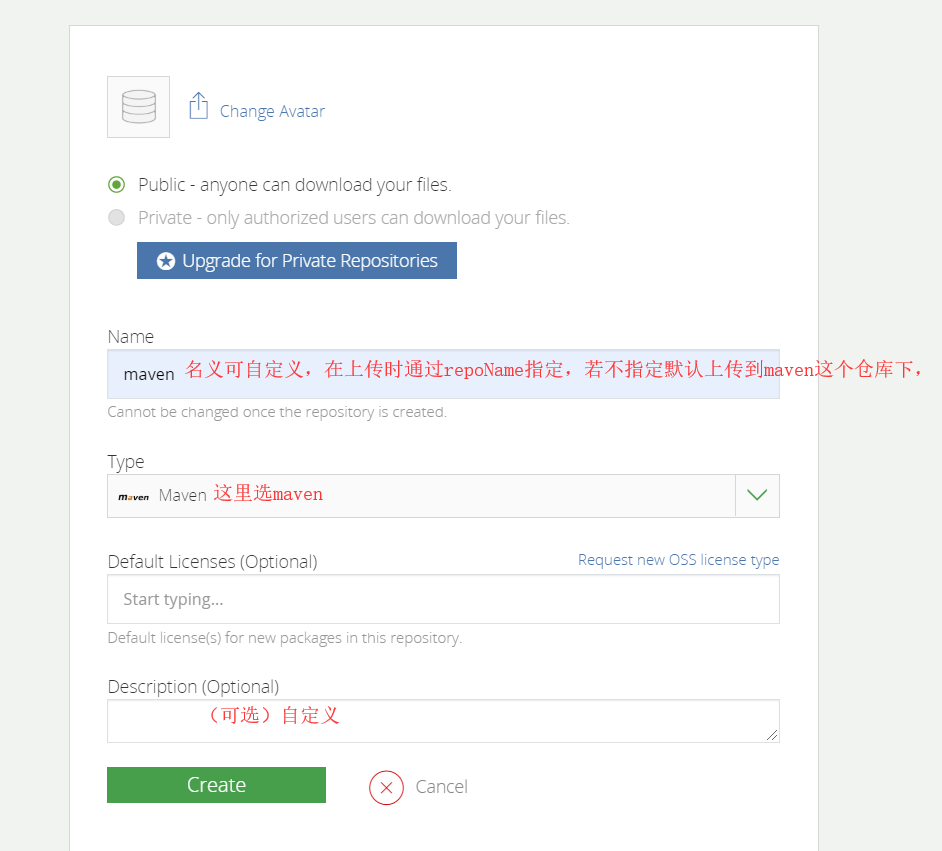 Change Avatar
Public - anyone can download your files.
Private - only authorized users can download your files.
Upgrade for Private Repositories
Name
maven 名义可自定义，在上传时通过repoName指定，若不指定默认上传到maven这个仓库下，
Cannot be changed once the repository is created.
Type
maven Maven 这里选maven
Default Licenses (Optional) Request new OSS license type
Start typing...
Default license(s) for new packages in this repository.
Description (Optional)
（可选）自定义
Create Cancel